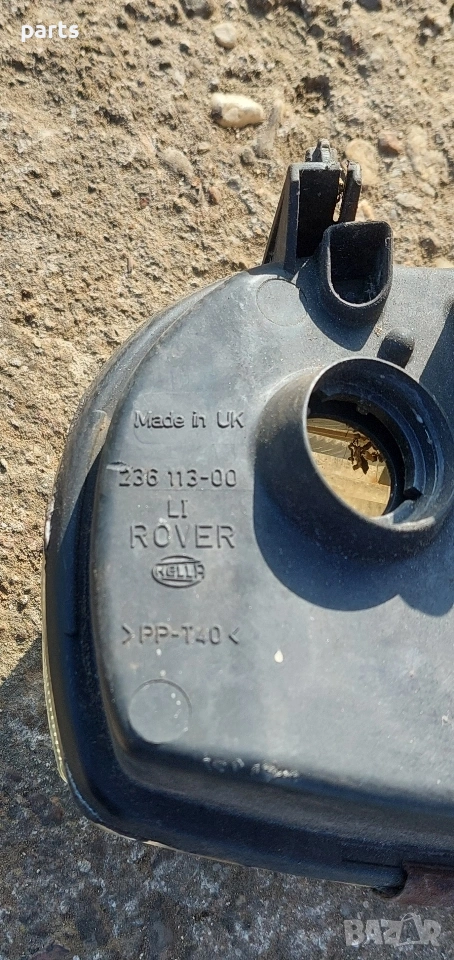 parts
Made in UK
236 113-00
LI
ROVER
HELLA
>PP-T40<
BAZAR